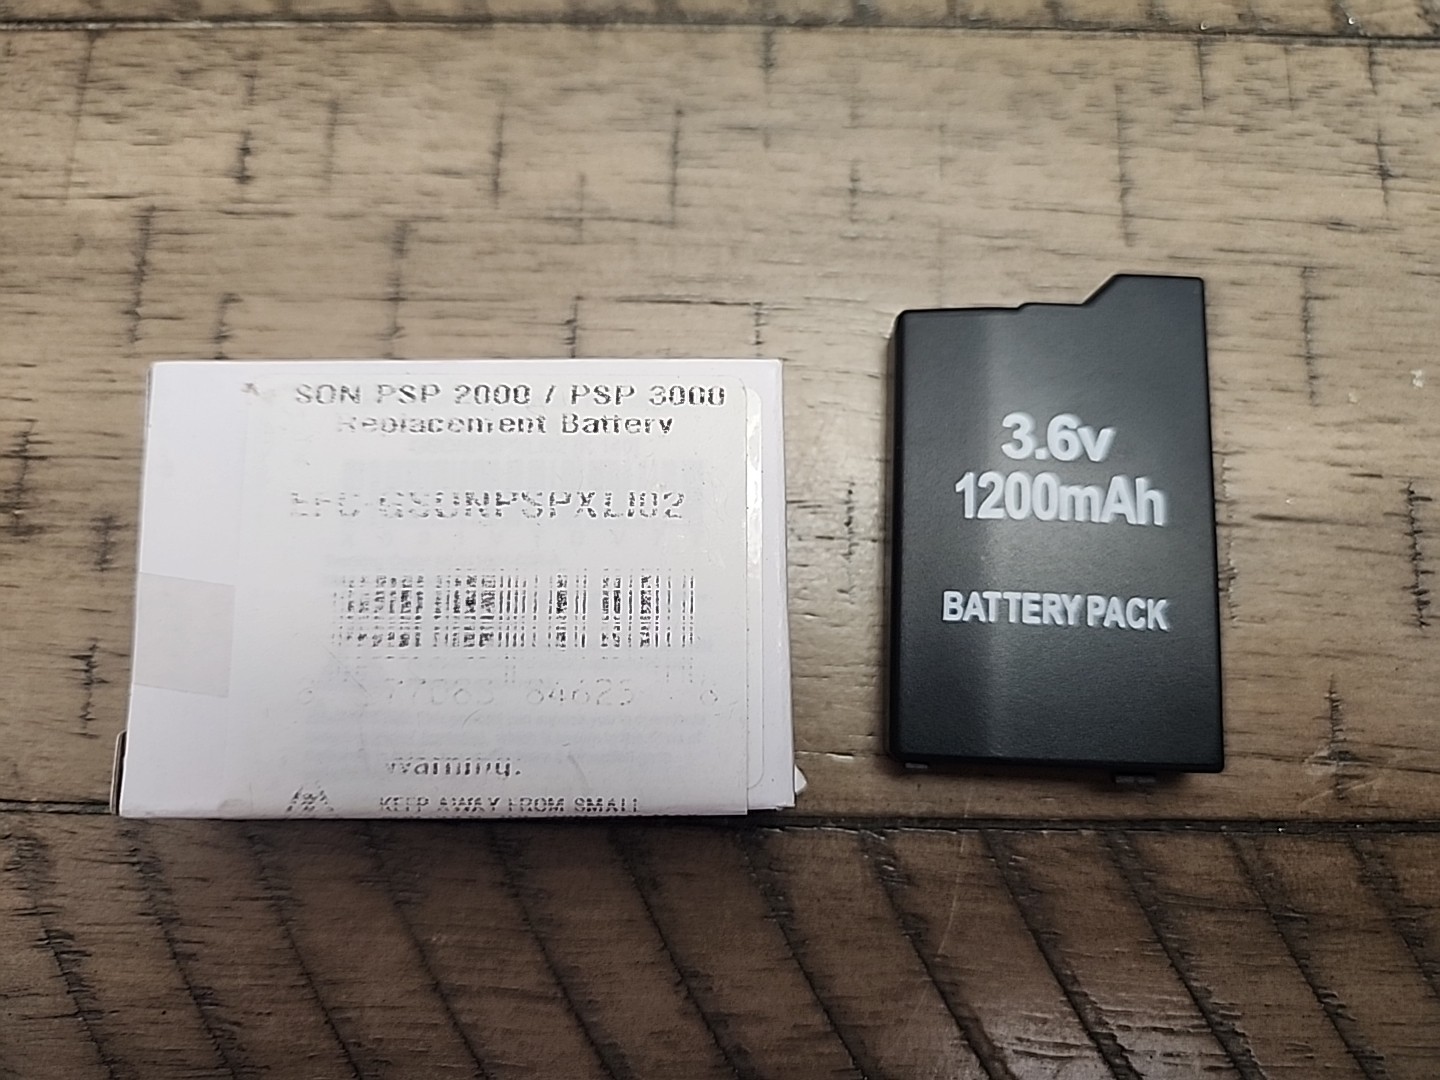 SON PSP 2000 / PSP 3000
Replacement Battery
Warning:
KEEP AWAY FROM SMALL
3.6v
1200mAh
BATTERY PACK